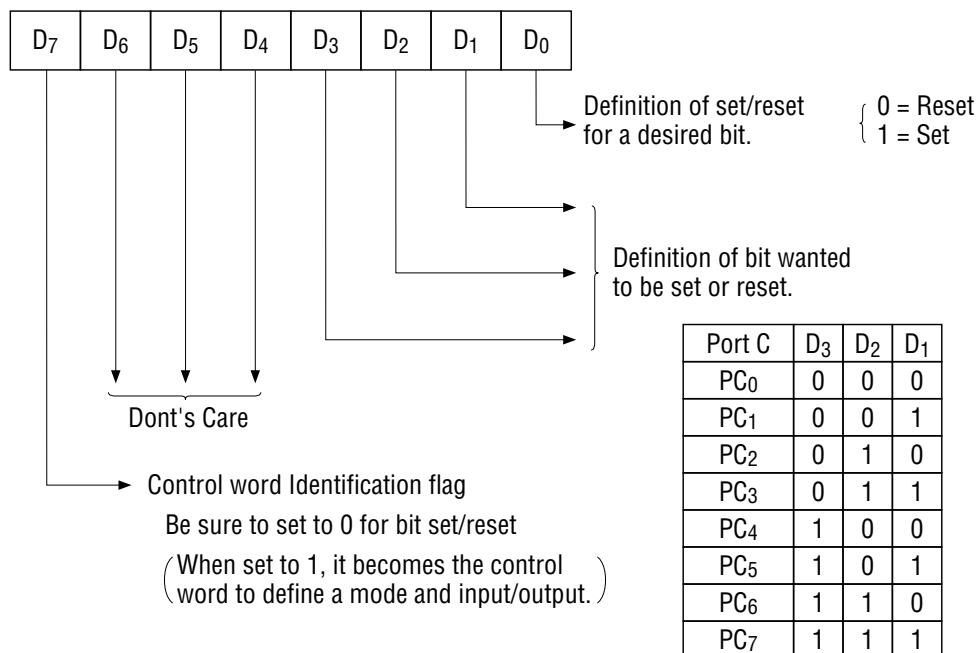 D7 D6 D5 D4 D3 D2 D1 D0
Definition of set/reset
for a desired bit.
0 = Reset
1 = Set
Definition of bit wanted
to be set or reset.
Dont's Care
Control word Identification flag
Be sure to set to 0 for bit set/reset
(When set to 1, it becomes the control
word to define a mode and input/output.)
Port C D3 D2 D1
PC0 0 0 0
PC1 0 0 1
PC2 0 1 0
PC3 0 1 1
PC4 1 0 0
PC5 1 0 1
PC6 1 1 0
PC7 1 1 1